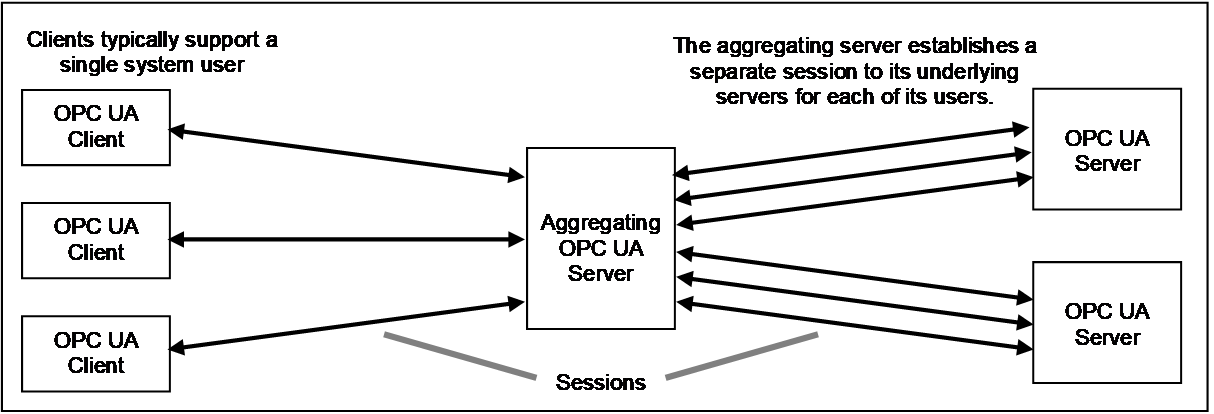 Clients typically support a
single system user
The aggregating server establishes a
separate session to its underlying
servers for each of its users.
OPC UA
Client
OPC UA
Client
OPC UA
Client
Aggregating
OPC UA
Server
OPC UA
Server
OPC UA
Server
Sessions